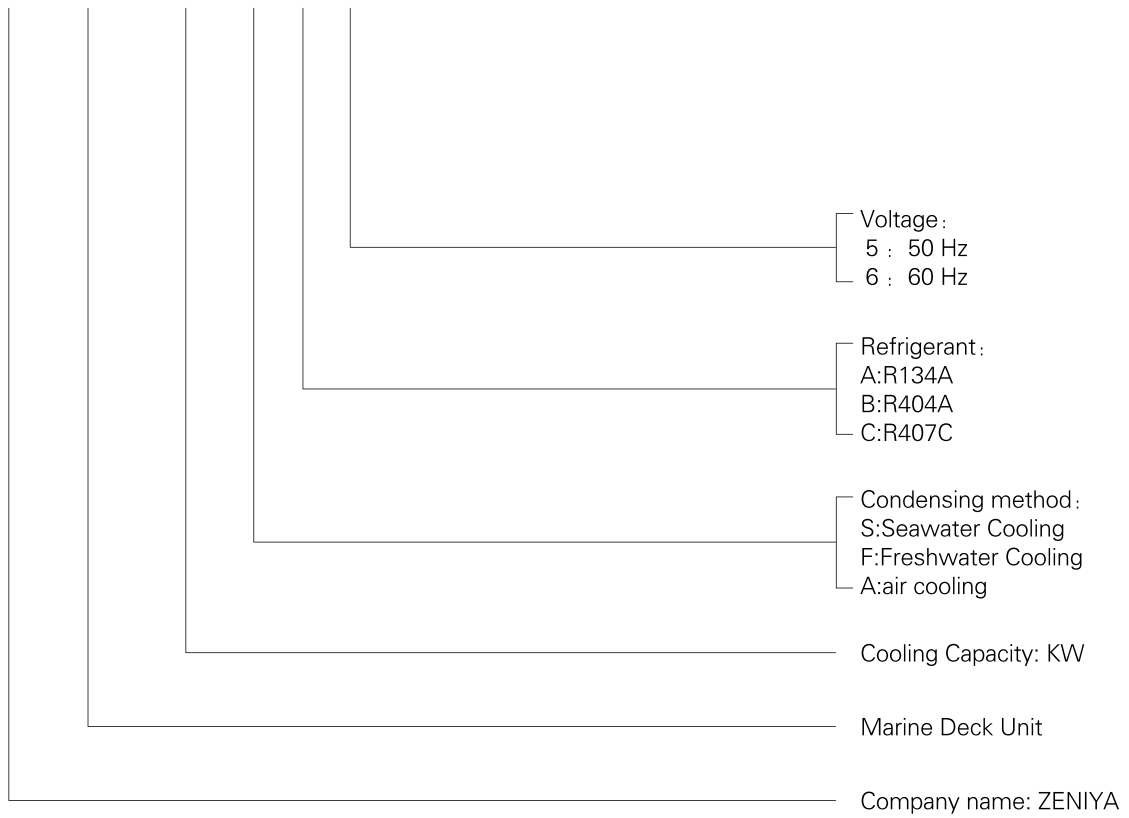 Voltage:
5 : 50 Hz
6 : 60 Hz
Refrigerant:
A:R134A
B:R404A
C:R407C
Condensing method:
S:Seawater Cooling
F:Freshwater Cooling
A:air cooling
Cooling Capacity: KW
Marine Deck Unit
Company name: ZENIYA